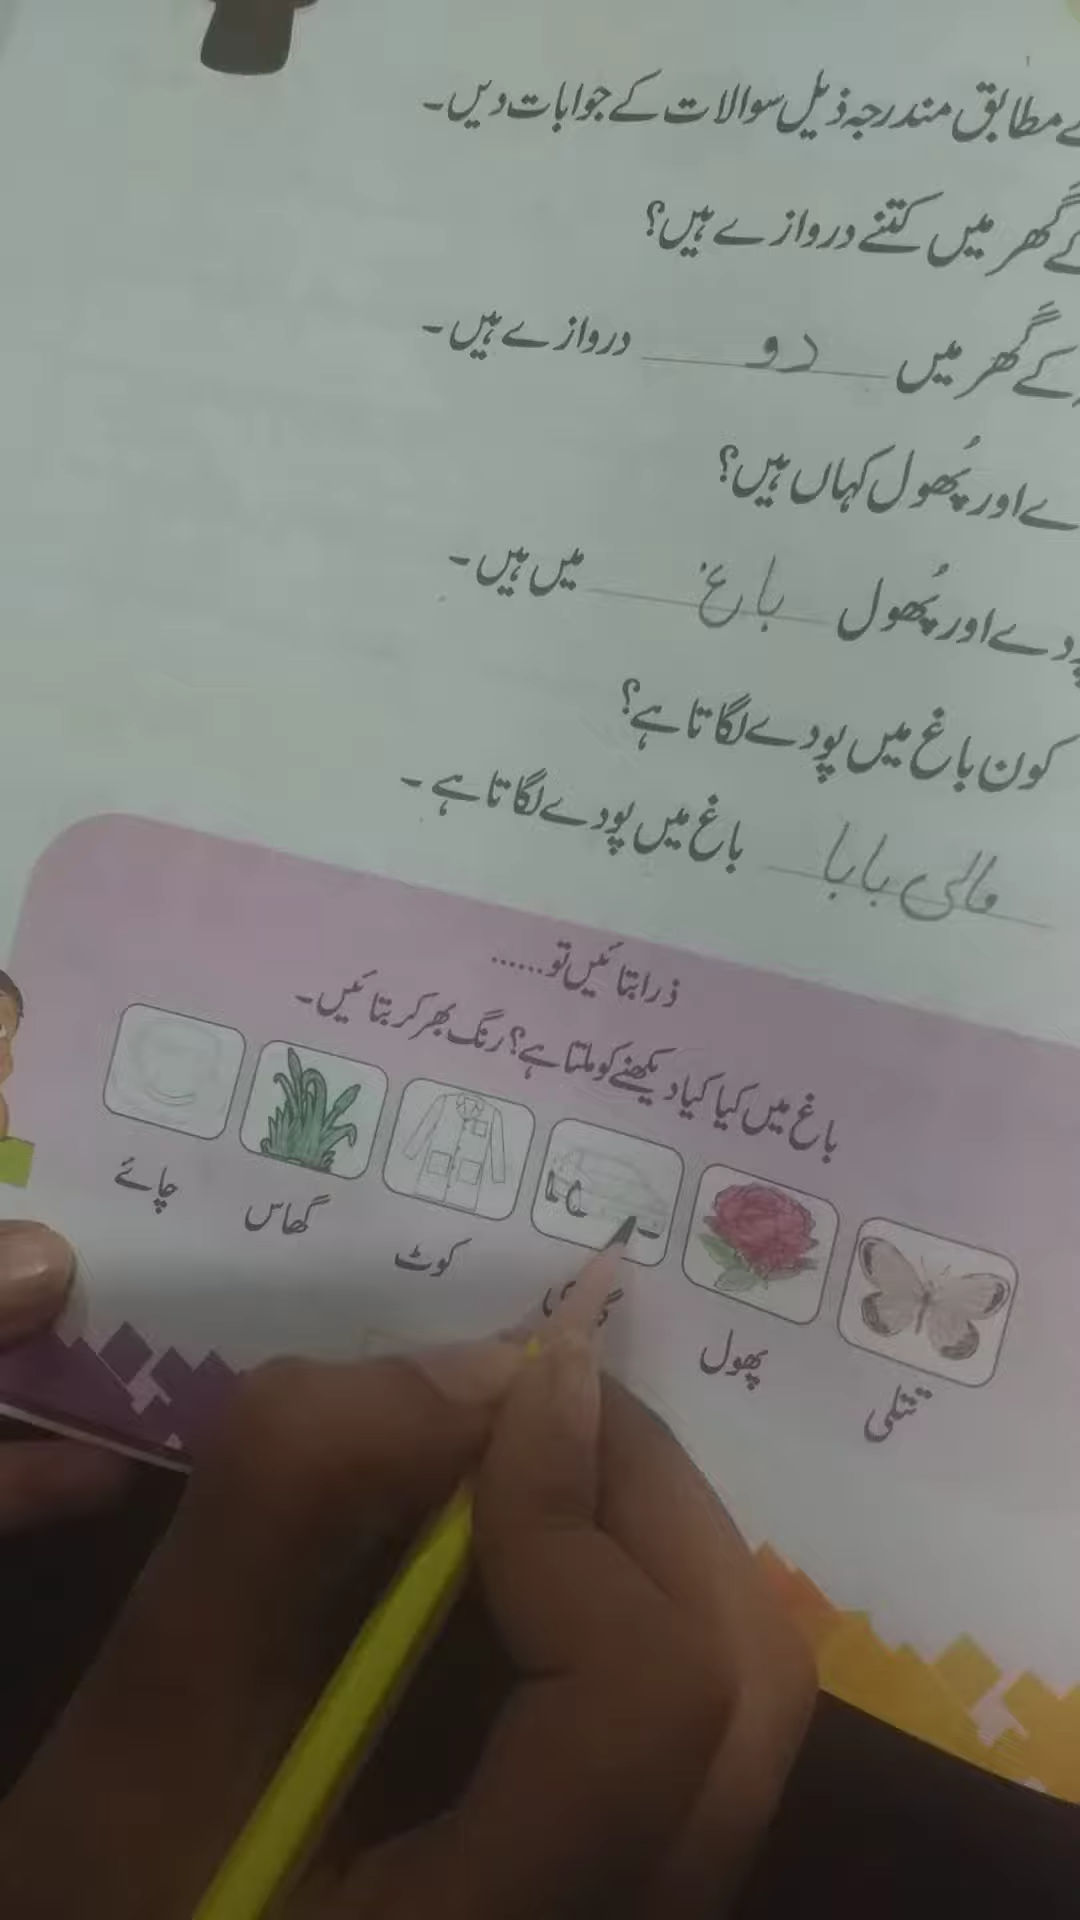 مطابق مندرجہ ذیل سوالات کے جوابات دیں۔
کے گھر میں کتنے دروازے ہیں؟
کے گھر میں دو دروازے ہیں۔
اور پُھول کہاں ہیں؟
اور پُھول باغ میں ہیں۔
کون باغ میں پودے لگاتا ہے؟
مالی بابا باغ میں پودے لگاتا ہے۔
ذرا بتائیں تو......
باغ میں کیا کیا دیکھنے کو ملتا ہے؟ رنگ بھر کر بتائیں۔
تتلی پھول کوٹ گھاس چائے